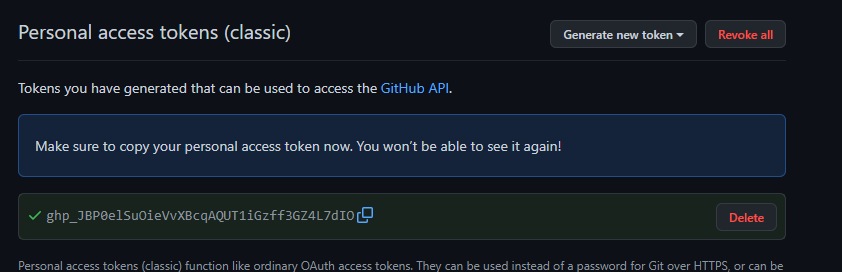 Personal access tokens (classic)
Generate new token
Revoke all
Tokens you have generated that can be used to access the GitHub API.
Make sure to copy your personal access token now. You won't be able to see it again!
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
Delete
Personal access tokens (classic) function like ordinary OAuth access tokens. They can be used instead of a password for Git over HTTPS, or can be